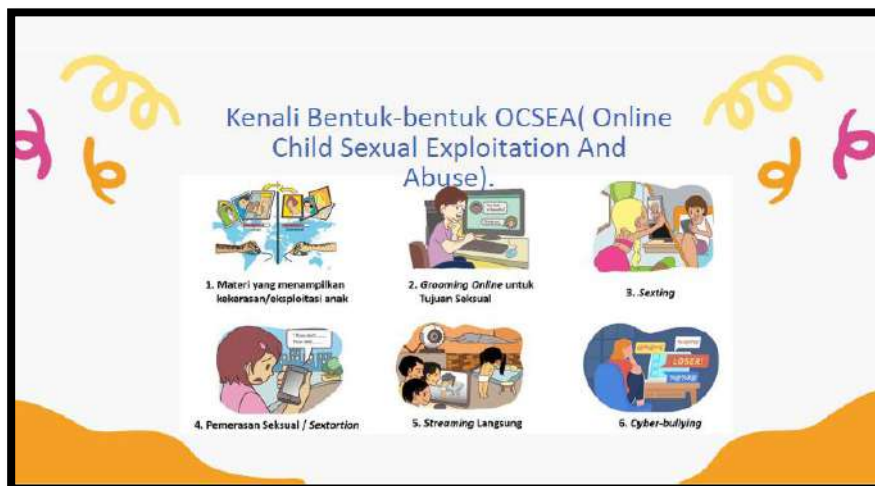 Kenali Bentuk-bentuk OCSEA( Online
Child Sexual Exploitation And
Abuse).
1. Materi yang menampilkan
kekerasan/eksploitasi anak
2. Grooming Online untuk
Tujuan Seksual
3. Sexting
4. Pemerasan Seksual / Sextortion
5. Streaming Langsung
6. Cyber-bullying
LOSER!